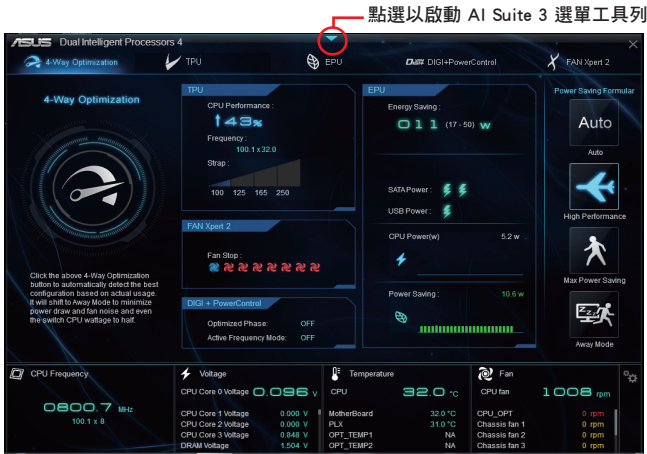 點選以啟動 AI Suite 3 選單工具列
ASUS Dual Intelligent Processors 4
4-Way Optimization TPU EPU DIGI+PowerControl FAN Xpert 2
4-Way Optimization
Click the above 4-Way Optimization
button to automatically detect the best
configuration based on actual usage.
It will shift to Away Mode to minimize
power draw and fan noise and even
the switch CPU wattage to half.
TPU
CPU Performance :
43%
Frequency :
100.1 x32.0
Strap :
100 125 165 250
FAN Xpert 2
Fan Stop :
DIGI + PowerControl
Optimized Phase: OFF
Active Frequency Mode: OFF
EPU
Energy Saving :
011 (17 - 50) w
SATA Power :
USB Power :
CPU Power(w) 5.2 w
Power Saving : 10.6 w
Power Saving Formular
Auto
Auto
High Performance
Max Power Saving
Away Mode
CPU Frequency
0800.7 MHz
100.1 x 8
Voltage
CPU Core 0 Voltage 0.096 V
CPU Core 1 Voltage 0.000 V
CPU Core 2 Voltage 0.000 V
CPU Core 3 Voltage 0.848 V
DRAM Voltage 1.504 V
Temperature
CPU 32.0 °C
MotherBoard 32.0 °C
PLX 31.0 °C
OPT_TEMP1 NA
OPT_TEMP2 NA
Fan
CPU fan 1008 rpm
CPU_OPT 0 rpm
Chassis fan 1 0 rpm
Chassis fan 2 0 rpm
Chassis fan 3 0 rpm